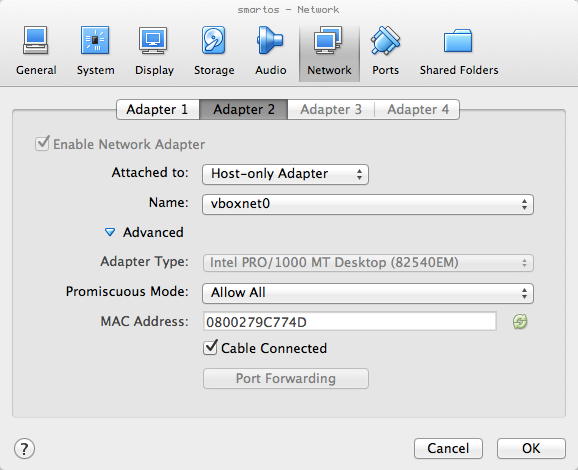 smartos – Network
General System Display Storage Audio Network Ports Shared Folders
Adapter 1 Adapter 2 Adapter 3 Adapter 4
Enable Network Adapter
Attached to: Host-only Adapter
Name: vboxnet0
Advanced
Adapter Type: Intel PRO/1000 MT Desktop (82540EM)
Promiscuous Mode: Allow All
MAC Address: 0800279C774D
Cable Connected
Port Forwarding
? Cancel OK